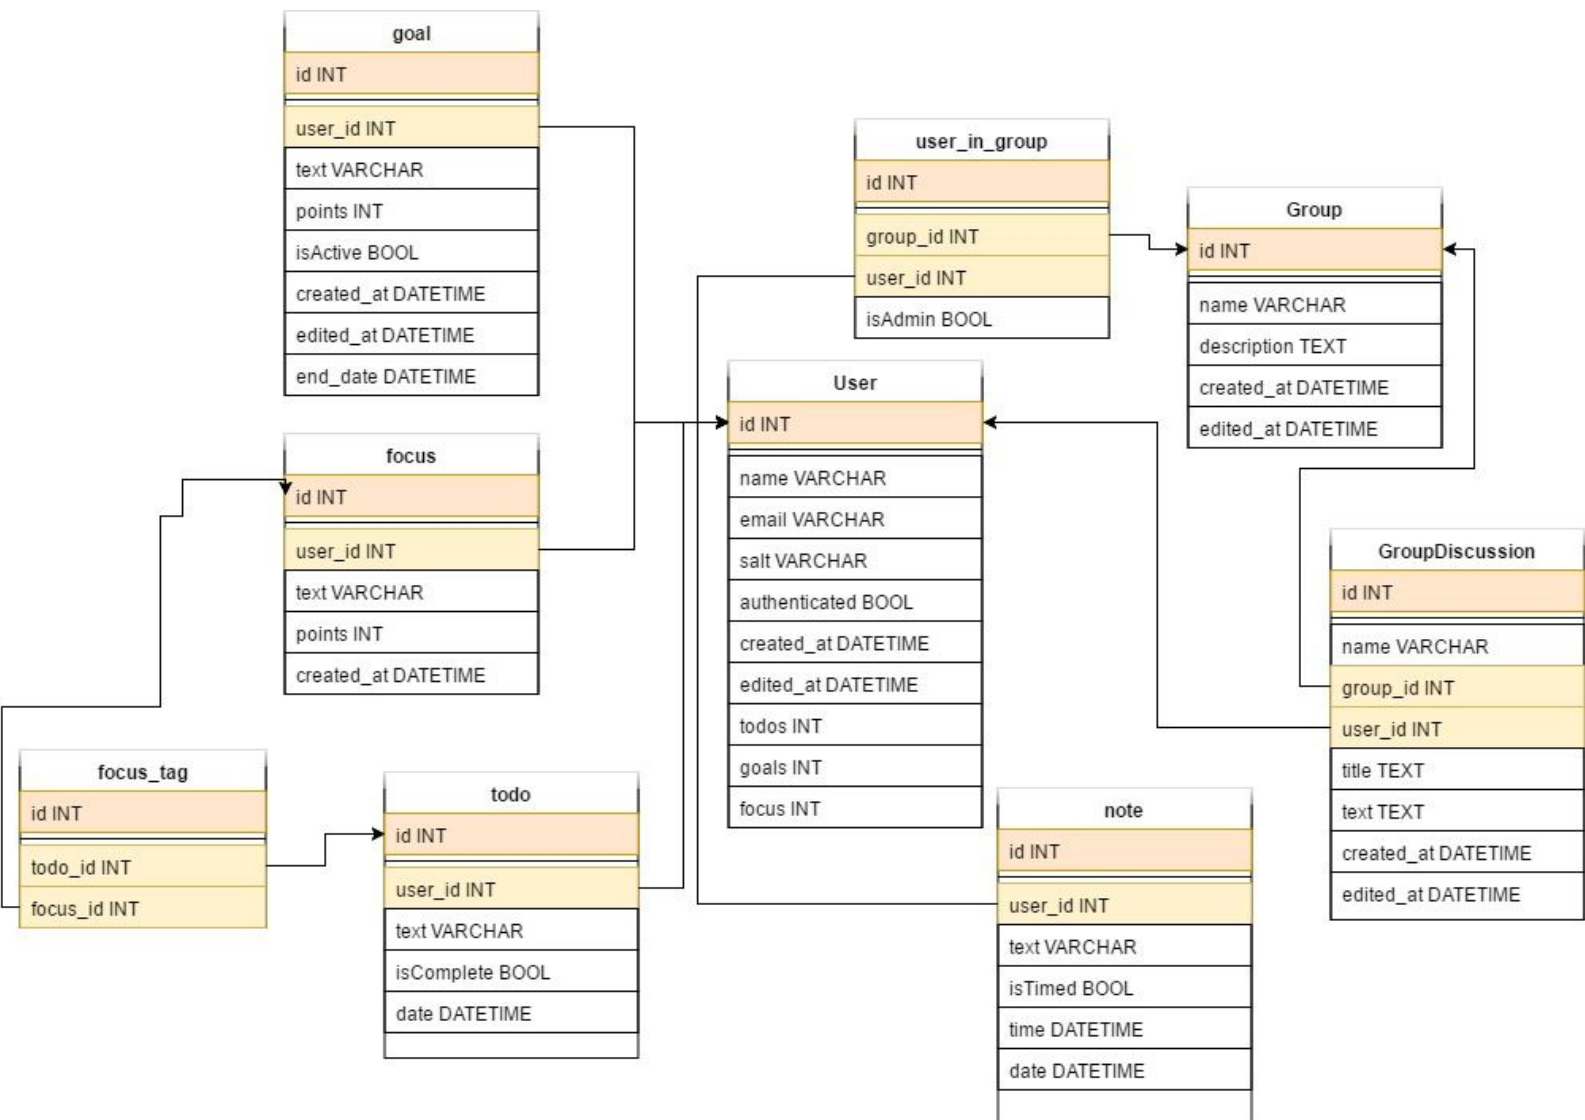 goal
id INT
user_id INT
text VARCHAR
points INT
isActive BOOL
created_at DATETIME
edited_at DATETIME
end_date DATETIME
user_in_group
id INT
group_id INT
user_id INT
isAdmin BOOL
Group
id INT
name VARCHAR
description TEXT
created_at DATETIME
edited_at DATETIME
focus
id INT
user_id INT
text VARCHAR
points INT
created_at DATETIME
User
id INT
name VARCHAR
email VARCHAR
salt VARCHAR
authenticated BOOL
created_at DATETIME
edited_at DATETIME
todos INT
goals INT
focus INT
GroupDiscussion
id INT
name VARCHAR
group_id INT
user_id INT
title TEXT
text TEXT
created_at DATETIME
edited_at DATETIME
focus_tag
id INT
todo_id INT
focus_id INT
todo
id INT
user_id INT
text VARCHAR
isComplete BOOL
date DATETIME
note
id INT
user_id INT
text VARCHAR
isTimed BOOL
time DATETIME
date DATETIME